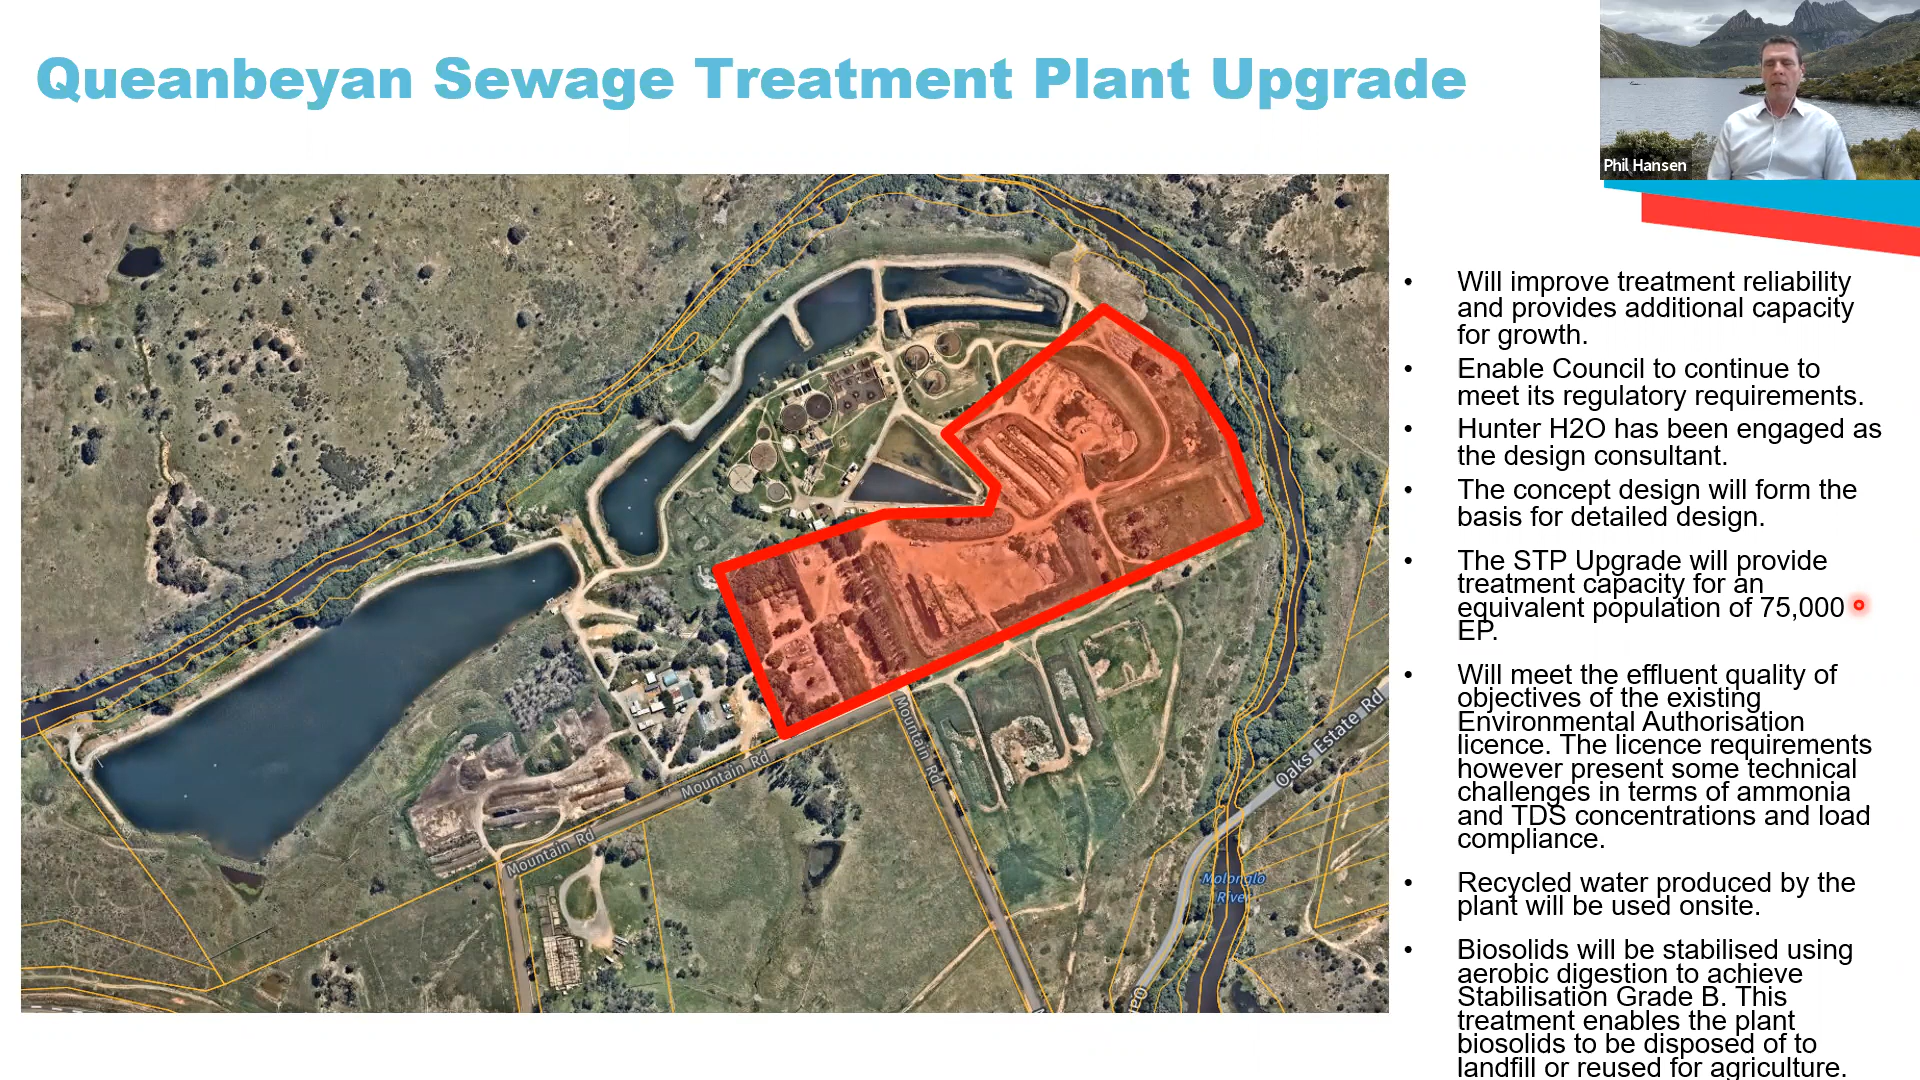 Queanbeyan Sewage Treatment Plant Upgrade
Phil Hansen
• Will improve treatment reliability
and provides additional capacity
for growth.
• Enable Council to continue to
meet its regulatory requirements.
• Hunter H2O has been engaged as
the design consultant.
• The concept design will form the
basis for detailed design.
• The STP Upgrade will provide
treatment capacity for an
equivalent population of 75,000
EP.
• Will meet the effluent quality of
objectives of the existing
Environmental Authorisation
licence. The licence requirements
however present some technical
challenges in terms of ammonia
and TDS concentrations and load
compliance.
• Recycled water produced by the
plant will be used onsite.
• Biosolids will be stabilised using
aerobic digestion to achieve
Stabilisation Grade B. This
treatment enables the plant
biosolids to be disposed of to
landfill or reused for agriculture.
Mountain Rd
Mountain Rd
Mountain Rd
Oaks Estate Rd
Molonglo
River